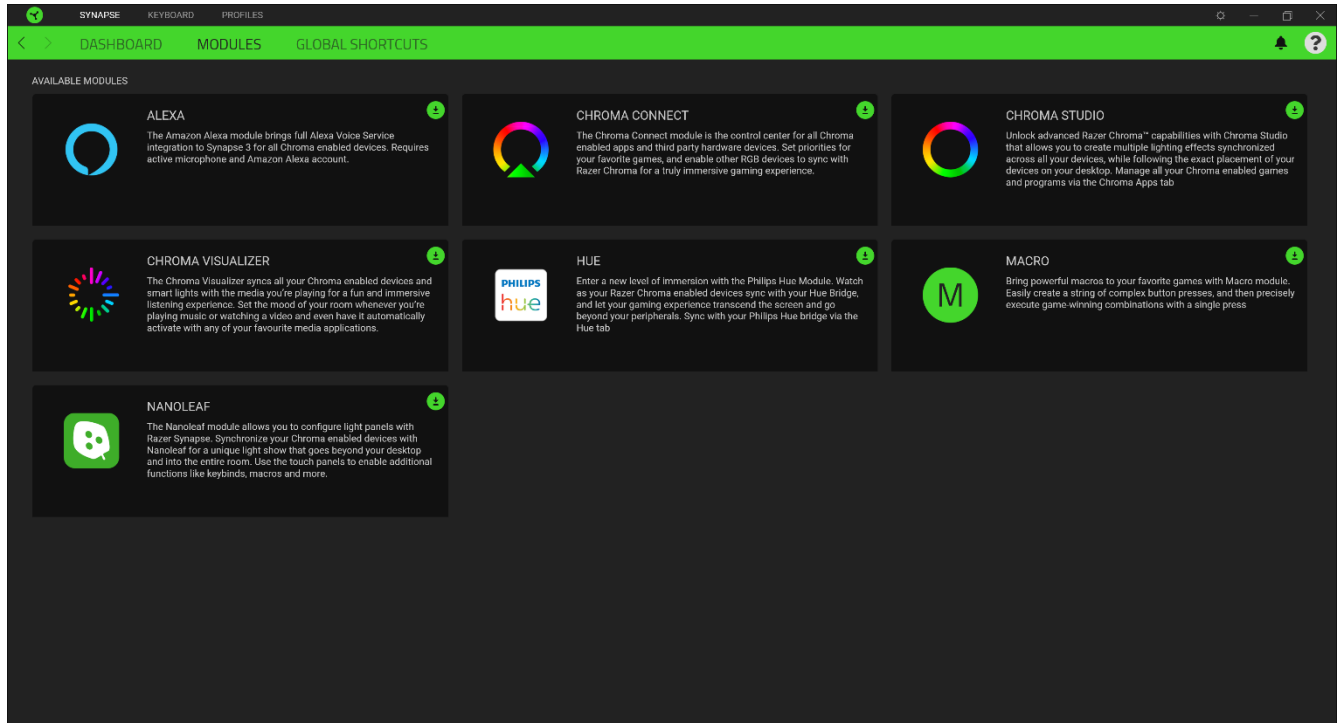 SYNAPSE KEYBOARD PROFILES
DASHBOARD MODULES GLOBAL SHORTCUTS
?
AVAILABLE MODULES
ALEXA
The Amazon Alexa module brings full Alexa Voice Service
integration to Synapse 3 for all Chroma enabled devices. Requires
active microphone and Amazon Alexa account.
CHROMA CONNECT
The Chroma Connect module is the control center for all Chroma
enabled apps and third party hardware devices. Set priorities for
your favorite games, and enable other RGB devices to sync with
Razer Chroma for a truly immersive gaming experience.
CHROMA STUDIO
Unlock advanced Razer Chroma™ capabilities with Chroma Studio
that allows you to create multiple lighting effects synchronized
across all your devices, while following the exact placement of your
devices on your desktop. Manage all your Chroma enabled games
and programs via the Chroma Apps tab
CHROMA VISUALIZER
The Chroma Visualizer syncs all your Chroma enabled devices and
smart lights with the media you're playing for a fun and immersive
listening experience. Set the mood of your room whenever you're
playing music or watching a video and even have it automatically
activate with any of your favourite media applications.
PHILIPS
hue
HUE
Enter a new level of immersion with the Philips Hue Module. Watch
as your Razer Chroma enabled devices sync with your Hue Bridge,
and let your gaming experience transcend the screen and go
beyond your peripherals. Sync with your Philips Hue bridge via the
Hue tab
M
MACRO
Bring powerful macros to your favorite games with Macro module.
Easily create a string of complex button presses, and then precisely
execute game-winning combinations with a single press
NANOLEAF
The Nanoleaf module allows you to configure light panels with
Razer Synapse. Synchronize your Chroma enabled devices with
Nanoleaf for a unique light show that goes beyond your desktop
and into the entire room. Use the touch panels to enable additional
functions like keybinds, macros and more.